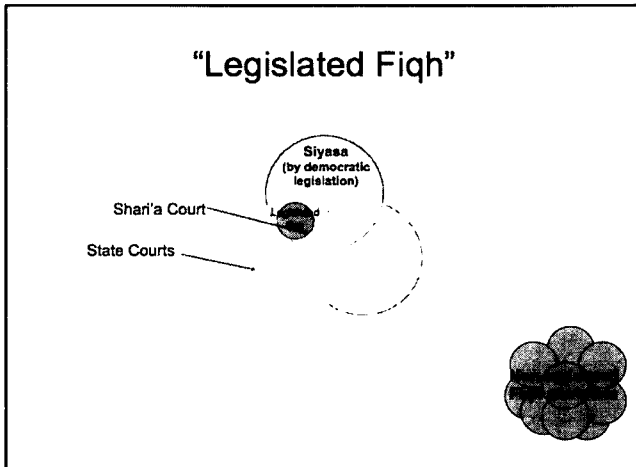 “Legislated Fiqh”
Siyasa
(by democratic
legislation)
Shari’a Court
State Courts